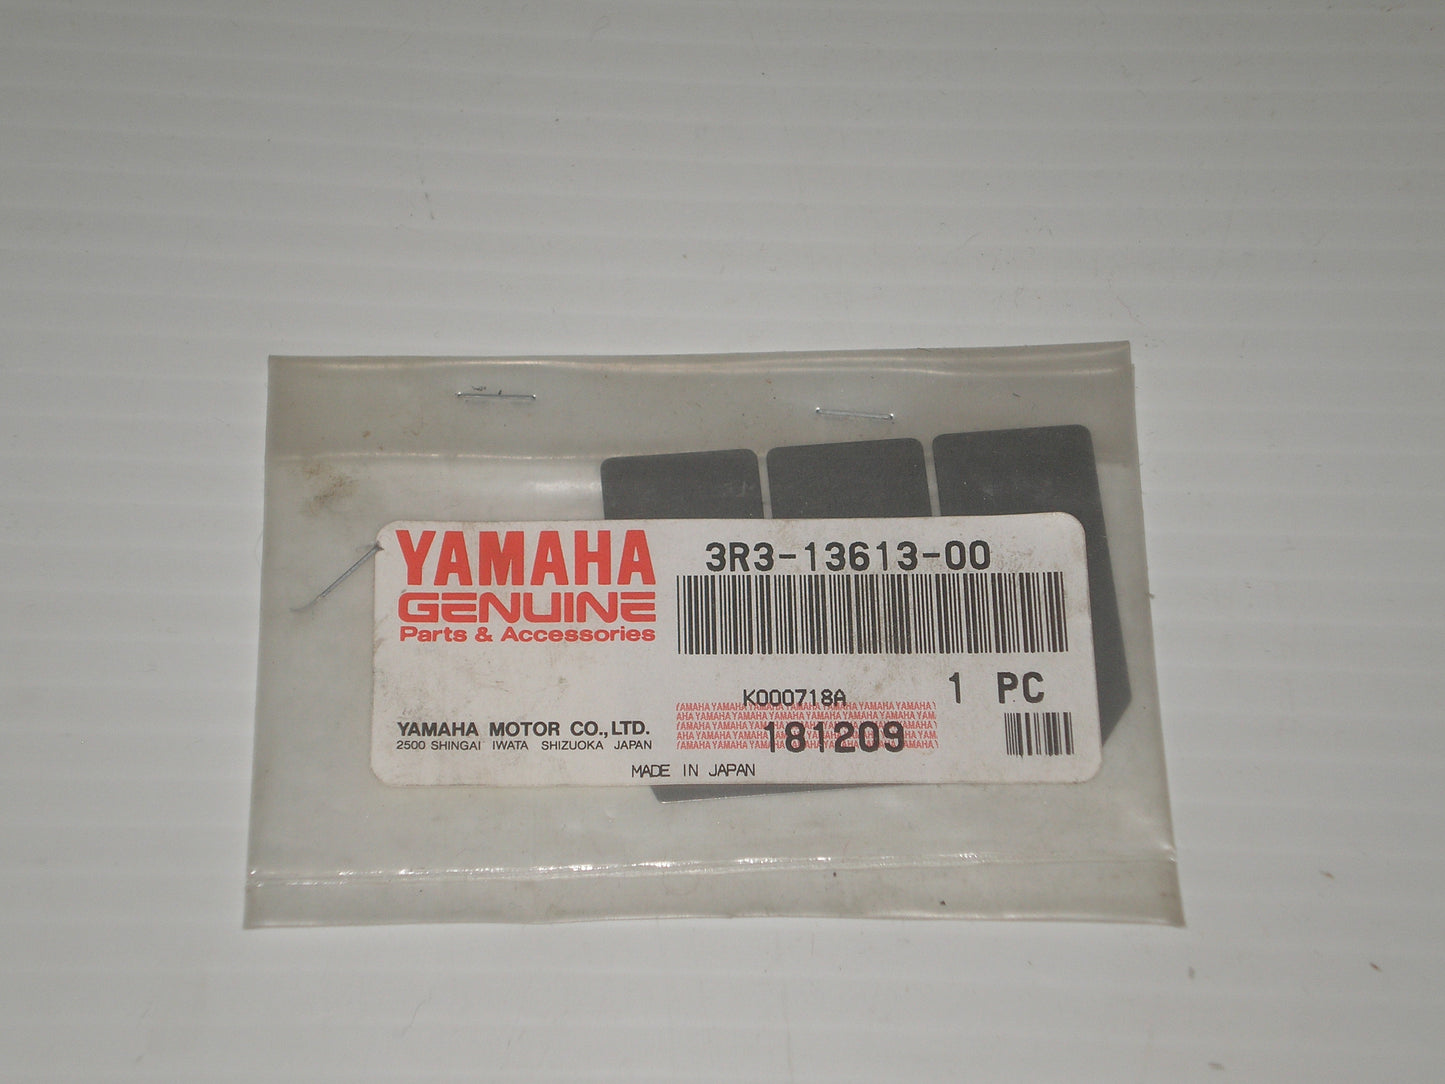 YAMAHA
GENUINE
Parts & Accessories
3R3-13613-00
K000718A
1 PC
YAMAHA MOTOR CO.,LTD.
2500 SHINGAI IWATA SHIZUOKA JAPAN
181209
MADE IN JAPAN